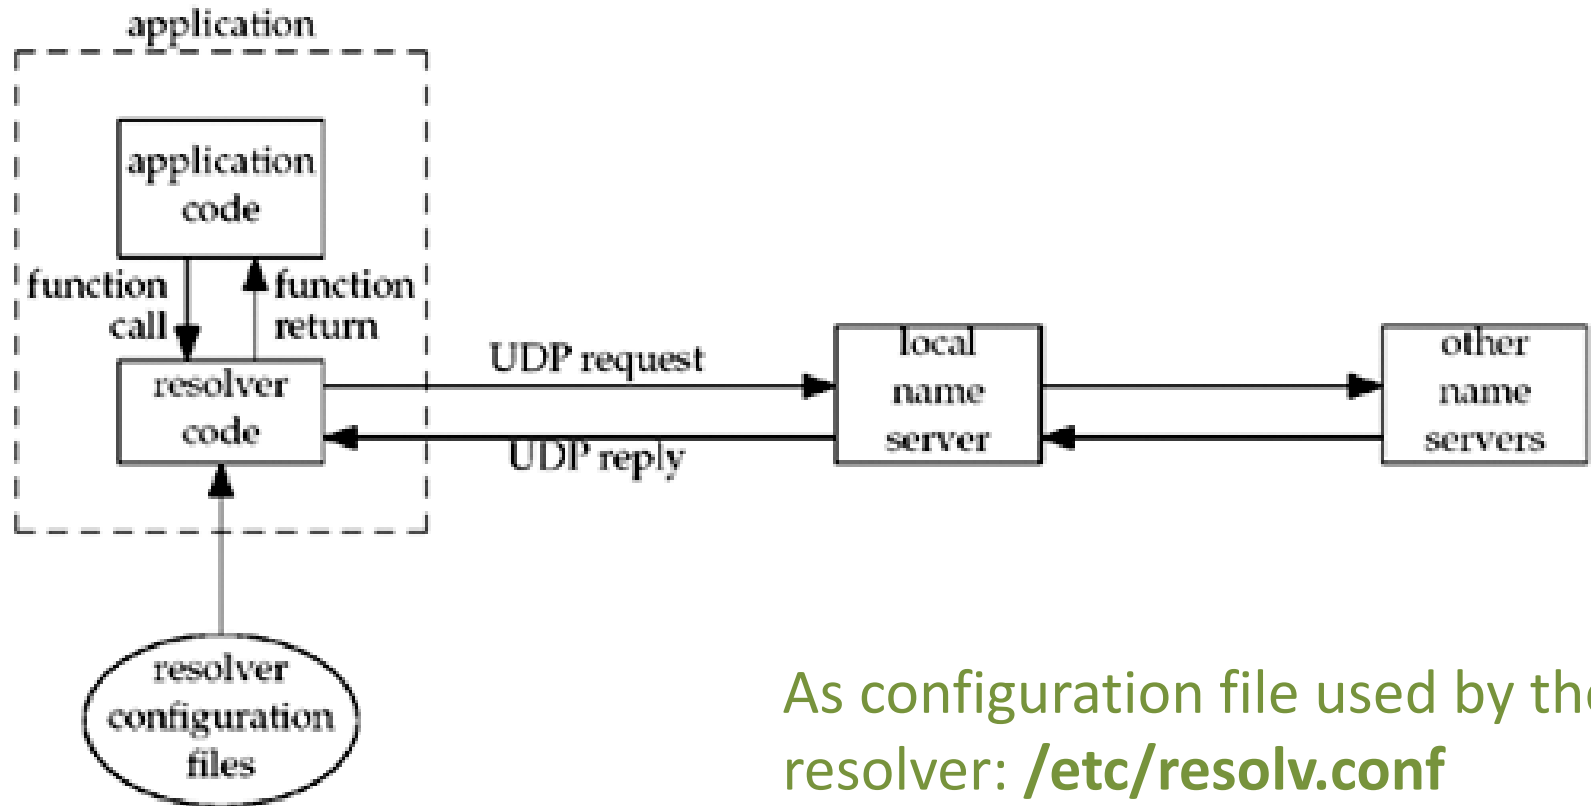 application
application
code
function
call
function
return
resolver
code
UDP request
UDP reply
local
name
server
other
name
servers
resolver
configuration
files
As configuration file used by the
resolver: /etc/resolv.conf